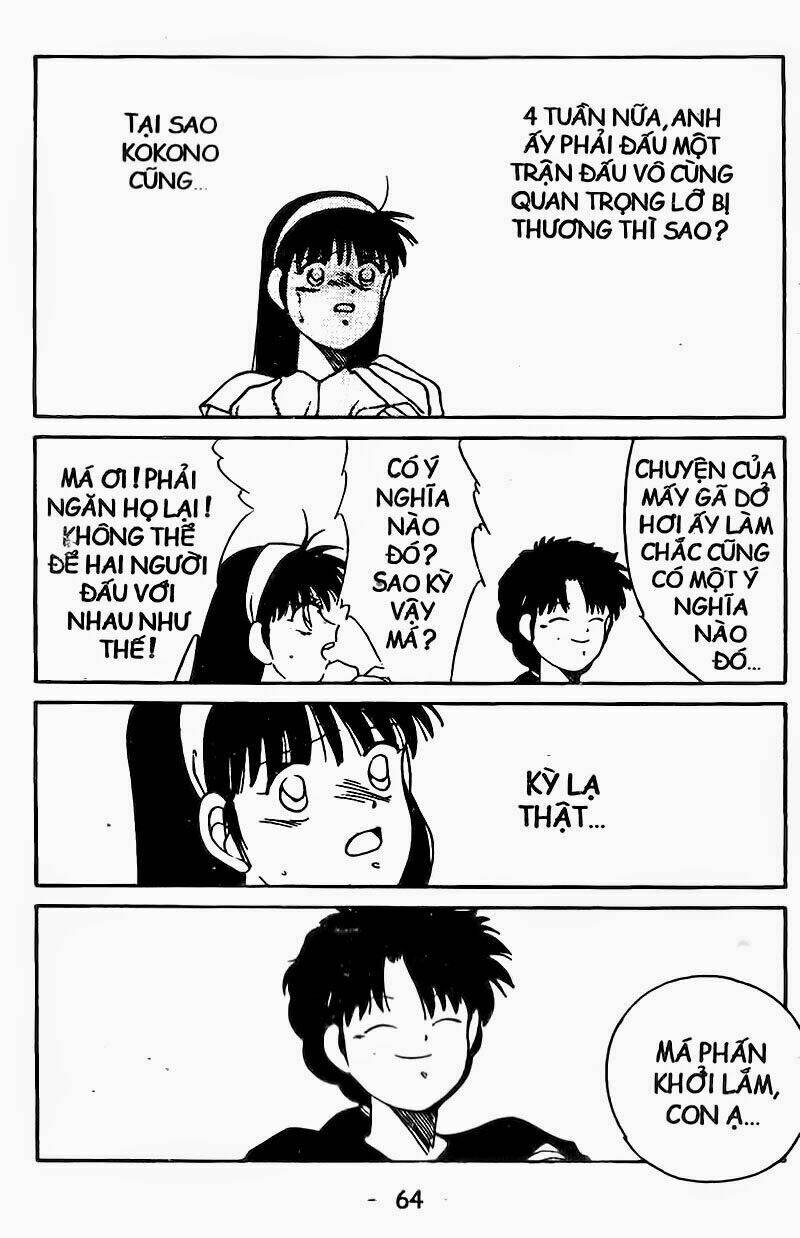 4 TUẦN NỮA, ANH
ẤY PHẢI ĐẤU MỘT
TRẬN ĐẤU VÔ CÙNG
QUAN TRỌNG LỠ BỊ
THƯƠNG THÌ SAO?
TẠI SAO
KOKONO
CŨNG...
CHUYỆN CỦA
MẤY GÃ DỞ
HƠI ẤY LÀM
CHẮC CŨNG
CÓ MỘT Ý
NGHĨA
NÀO
ĐÓ...
CÓ Ý
NGHĨA
NÀO
ĐÓ?
SAO KỲ
VẬY
MÁ?
MÁ ƠI! PHẢI
NGĂN HỌ LẠI!
KHÔNG THỂ
ĐỂ HAI NGƯỜI
ĐẤU VỚI
NHAU NHƯ
THẾ!
KỲ LẠ
THẬT...
MÁ PHẤN
KHỞI LẮM,
CON Ạ...
- 64